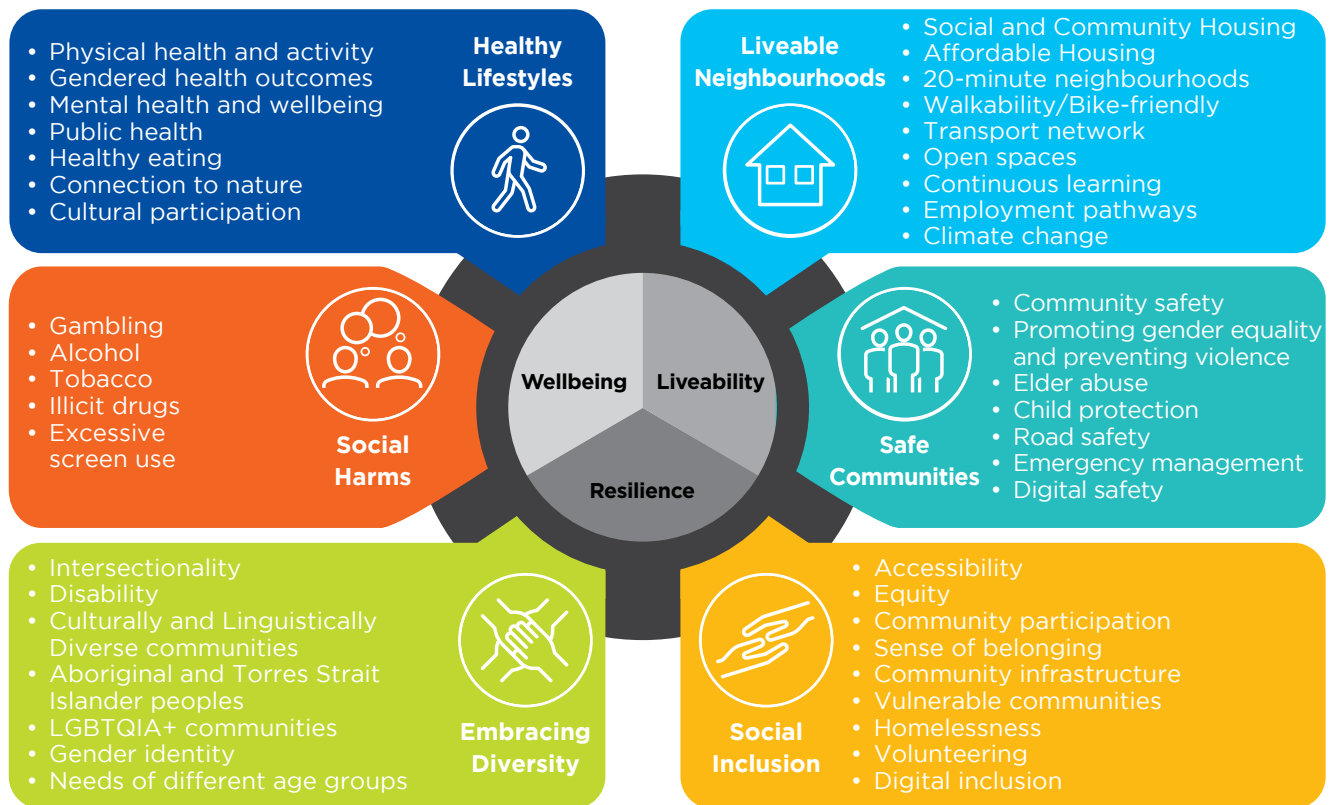 Healthy
Lifestyles
• Physical health and activity
• Gendered health outcomes
• Mental health and wellbeing
• Public health
• Healthy eating
• Connection to nature
• Cultural participation
Liveable
Neighbourhoods
• Social and Community Housing
• Affordable Housing
• 20-minute neighbourhoods
• Walkability/Bike-friendly
• Transport network
• Open spaces
• Continuous learning
• Employment pathways
• Climate change
• Gambling
• Alcohol
• Tobacco
• Illicit drugs
• Excessive
screen use
Social
Harms
Wellbeing
Liveability
Resilience
Safe
Communities
• Community safety
• Promoting gender equality
and preventing violence
• Elder abuse
• Child protection
• Road safety
• Emergency management
• Digital safety
• Intersectionality
• Disability
• Culturally and Linguistically
Diverse communities
• Aboriginal and Torres Strait
Islander peoples
• LGBTQIA+ communities
• Gender identity
• Needs of different age groups
Embracing
Diversity
Social
Inclusion
• Accessibility
• Equity
• Community participation
• Sense of belonging
• Community infrastructure
• Vulnerable communities
• Homelessness
• Volunteering
• Digital inclusion